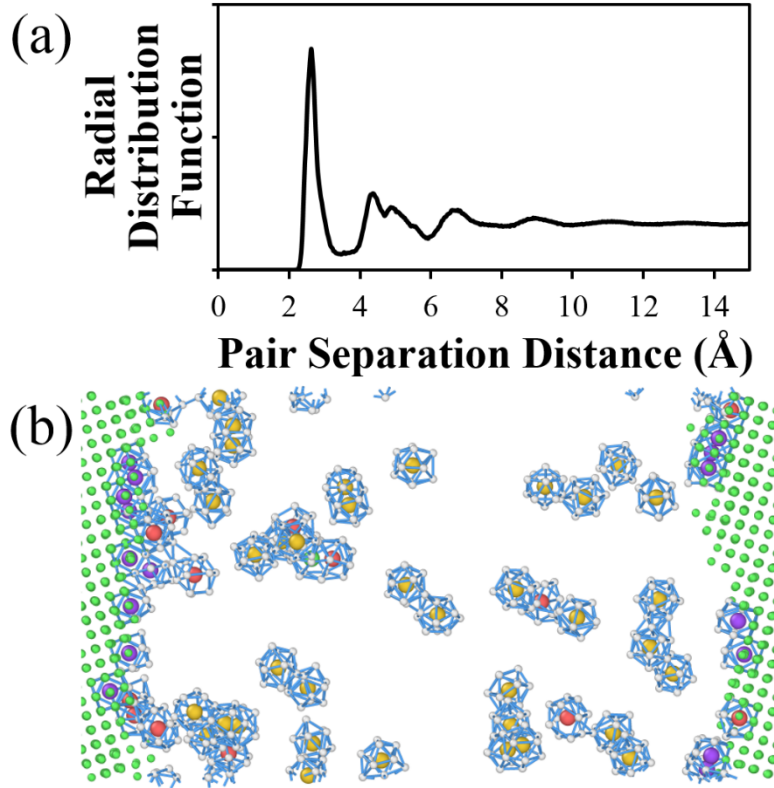 (a)
Radial
Distribution
Function
0 2 4 6 8 10 12 14
Pair Separation Distance (Å)
(b)